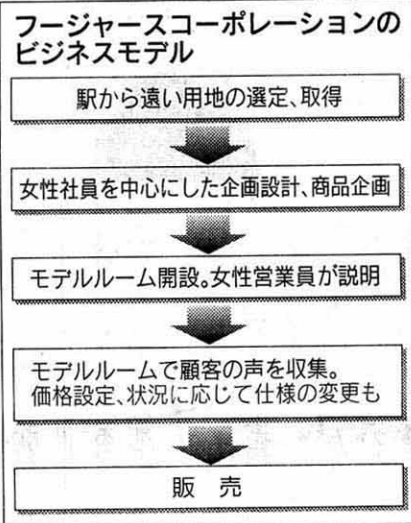 フージャースコーポレーションの
ビジネスモデル
駅から遠い用地の選定、取得
女性社員を中心にした企画設計、商品企画
モデルルーム開設。女性営業員が説明
モデルルームで顧客の声を収集。
価格設定、状況に応じて仕様の変更も
販　売